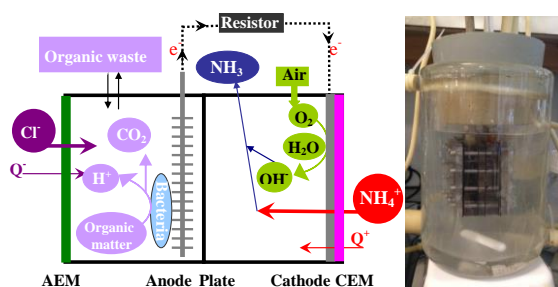 Resistor
Organic waste
e-
e-
NH3
Air
O2
Cl-
CO2
H2O
Q-
H+
OH-
Bacteria
NH4+
Organic
matter
Q+
AEM
Anode Plate
Cathode CEM